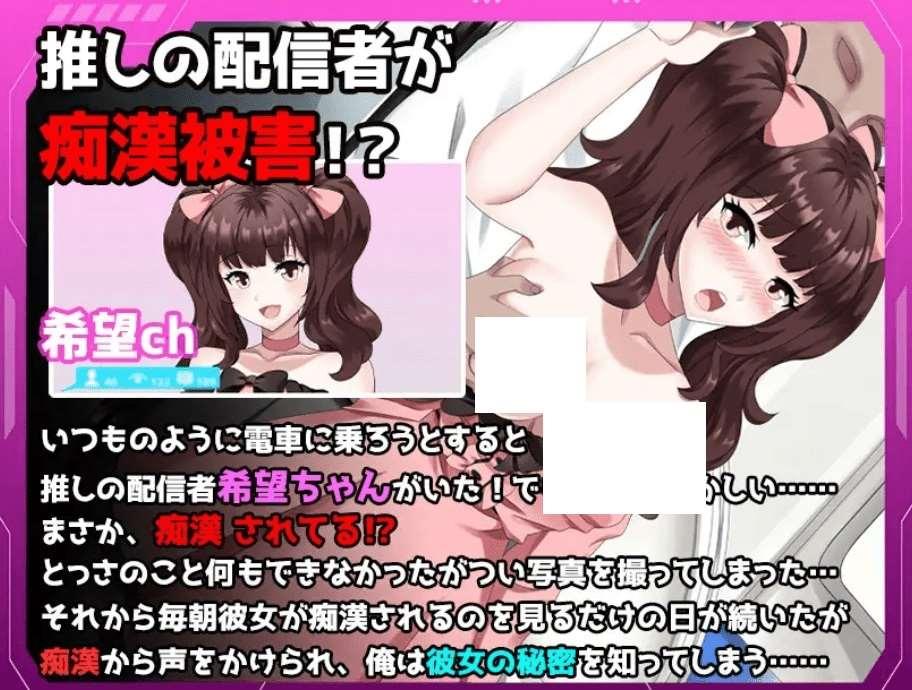 推しの配信者が
痴漢被害!?
希望ch
いつものように電車に乗ろうとすると
推しの配信者希望ちゃんがいた!で かしい……
まさか、痴漢 されてる!?
とっさのこと何もできなかったがつい写真を撮ってしまった…
それから毎朝彼女が痴漢されるのを見るだけの日が続いたが
痴漢から声をかけられ、俺は彼女の秘密を知ってしまう……